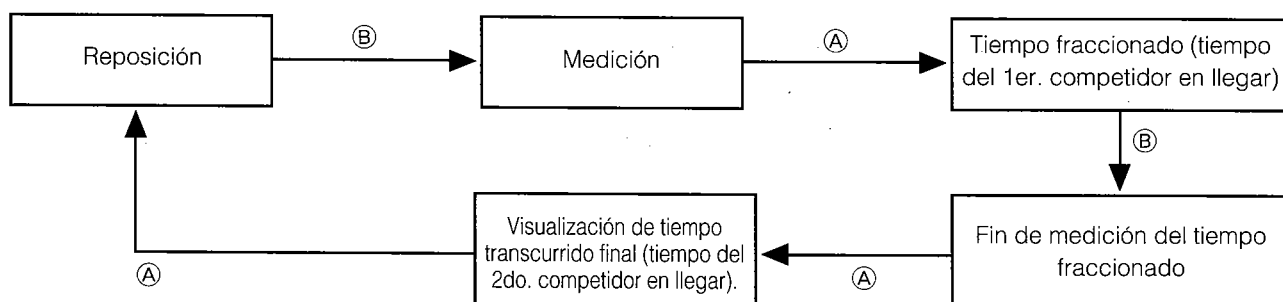 Reposición
Ⓑ
Medición
Ⓐ
Tiempo fraccionado (tiempo
del 1er. competidor en llegar)
Ⓑ
Fin de medición del tiempo
fraccionado
Ⓐ
Visualización de tiempo
transcurrido final (tiempo del
2do. competidor en llegar).
Ⓐ